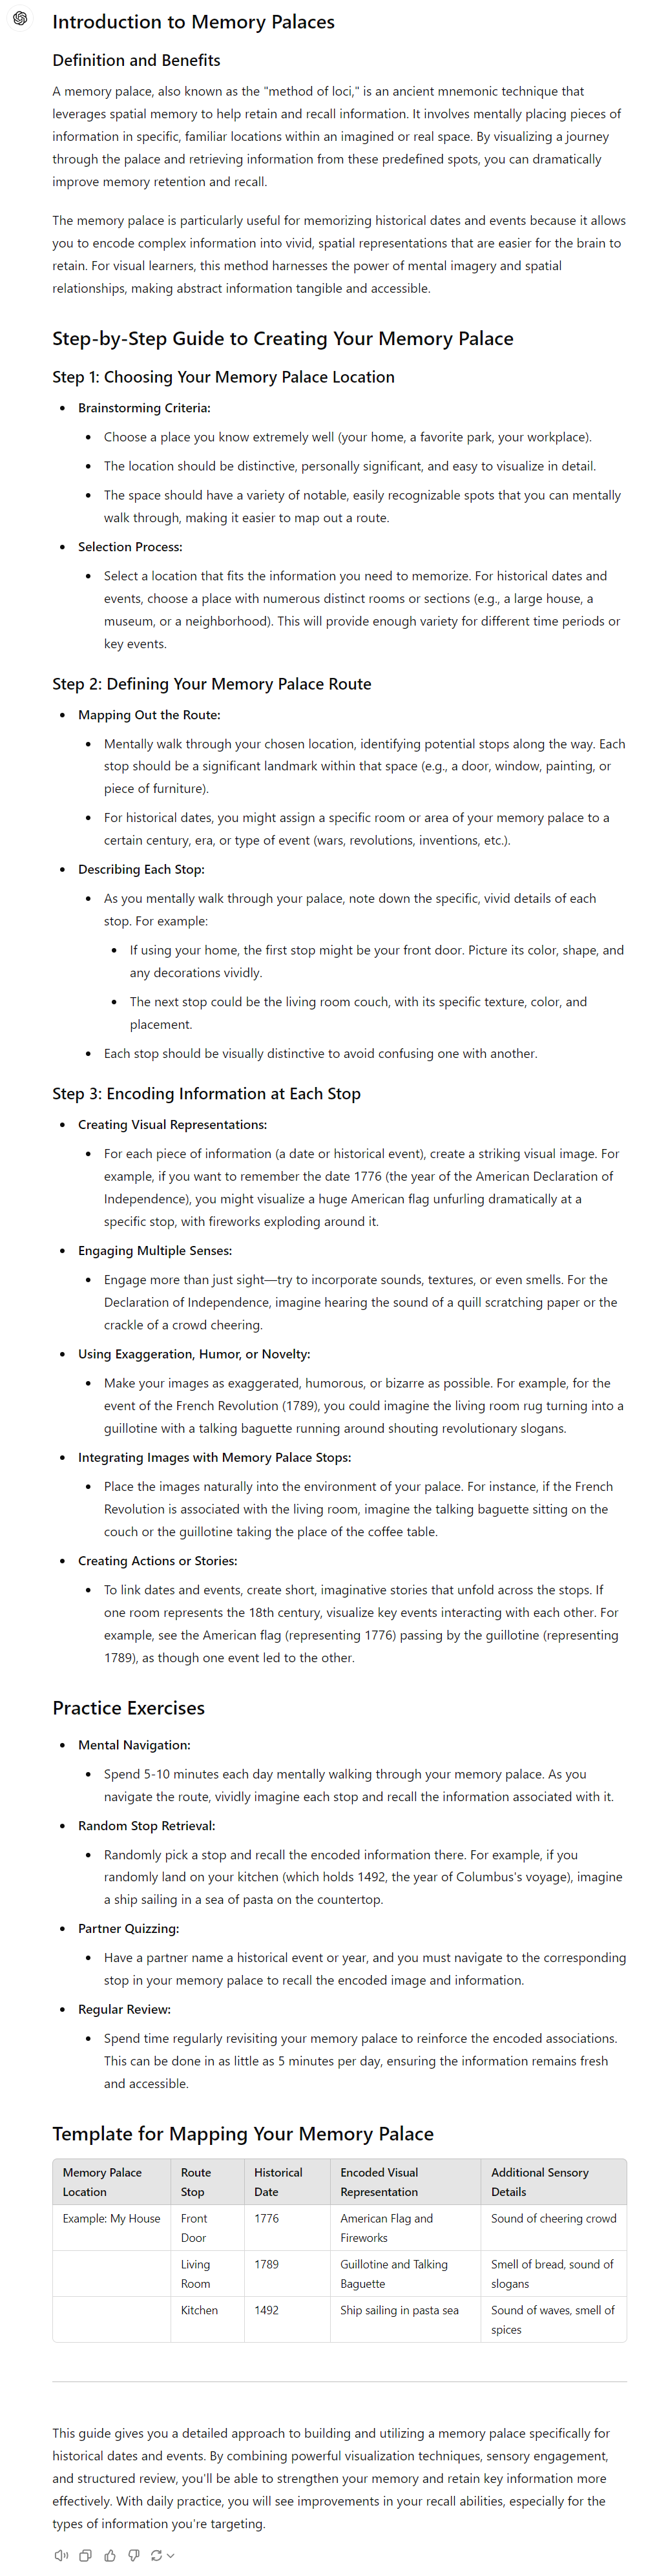 Introduction to Memory Palaces
Definition and Benefits
A memory palace, also known as the "method of loci," is an ancient mnemonic technique that
leverages spatial memory to help retain and recall information. It involves mentally placing pieces of
information in specific, familiar locations within an imagined or real space. By visualizing a journey
through the palace and retrieving information from these predefined spots, you can dramatically
improve memory retention and recall.
The memory palace is particularly useful for memorizing historical dates and events because it allows
you to encode complex information into vivid, spatial representations that are easier for the brain to
retain. For visual learners, this method harnesses the power of mental imagery and spatial
relationships, making abstract information tangible and accessible.
Step-by-Step Guide to Creating Your Memory Palace
Step 1: Choosing Your Memory Palace Location
• Brainstorming Criteria:
• Choose a place you know extremely well (your home, a favorite park, your workplace).
• The location should be distinctive, personally significant, and easy to visualize in detail.
• The space should have a variety of notable, easily recognizable spots that you can mentally
walk through, making it easier to map out a route.
• Selection Process:
• Select a location that fits the information you need to memorize. For historical dates and
events, choose a place with numerous distinct rooms or sections (e.g., a large house, a
museum, or a neighborhood). This will provide enough variety for different time periods or
key events.
Step 2: Defining Your Memory Palace Route
• Mapping Out the Route:
• Mentally walk through your chosen location, identifying potential stops along the way. Each
stop should be a significant landmark within that space (e.g., a door, window, painting, or
piece of furniture).
• For historical dates, you might assign a specific room or area of your memory palace to a
certain century, era, or type of event (wars, revolutions, inventions, etc.).
• Describing Each Stop:
• As you mentally walk through your palace, note down the specific, vivid details of each
stop. For example:
• If using your home, the first stop might be your front door. Picture its color, shape, and
any decorations vividly.
• The next stop could be the living room couch, with its specific texture, color, and
placement.
• Each stop should be visually distinctive to avoid confusing one with another.
Step 3: Encoding Information at Each Stop
• Creating Visual Representations:
• For each piece of information (a date or historical event), create a striking visual image. For
example, if you want to remember the date 1776 (the year of the American Declaration of
Independence), you might visualize a huge American flag unfurling dramatically at a
specific stop, with fireworks exploding around it.
• Engaging Multiple Senses:
• Engage more than just sight—try to incorporate sounds, textures, or even smells. For the
Declaration of Independence, imagine hearing the sound of a quill scratching paper or the
crackle of a crowd cheering.
• Using Exaggeration, Humor, or Novelty:
• Make your images as exaggerated, humorous, or bizarre as possible. For example, for the
event of the French Revolution (1789), you could imagine the living room rug turning into a
guillotine with a talking baguette running around shouting revolutionary slogans.
• Integrating Images with Memory Palace Stops:
• Place the images naturally into the environment of your palace. For instance, if the French
Revolution is associated with the living room, imagine the talking baguette sitting on the
couch or the guillotine taking the place of the coffee table.
• Creating Actions or Stories:
• To link dates and events, create short, imaginative stories that unfold across the stops. If
one room represents the 18th century, visualize key events interacting with each other. For
example, see the American flag (representing 1776) passing by the guillotine (representing
1789), as though one event led to the other.
Practice Exercises
• Mental Navigation:
• Spend 5-10 minutes each day mentally walking through your memory palace. As you
navigate the route, vividly imagine each stop and recall the information associated with it.
• Random Stop Retrieval:
• Randomly pick a stop and recall the encoded information there. For example, if you
randomly land on your kitchen (which holds 1492, the year of Columbus's voyage), imagine
a ship sailing in a sea of pasta on the countertop.
• Partner Quizzing:
• Have a partner name a historical event or year, and you must navigate to the corresponding
stop in your memory palace to recall the encoded image and information.
• Regular Review:
• Spend time regularly revisiting your memory palace to reinforce the encoded associations.
This can be done in as little as 5 minutes per day, ensuring the information remains fresh
and accessible.
Template for Mapping Your Memory Palace
Memory Palace Location | Route Stop | Historical Date | Encoded Visual Representation | Additional Sensory Details
Example: My House | Front Door | 1776 | American Flag and Fireworks | Sound of cheering crowd
Living Room | 1789 | Guillotine and Talking Baguette | Smell of bread, sound of slogans
Kitchen | 1492 | Ship sailing in pasta sea | Sound of waves, smell of spices
This guide gives you a detailed approach to building and utilizing a memory palace specifically for
historical dates and events. By combining powerful visualization techniques, sensory engagement,
and structured review, you'll be able to strengthen your memory and retain key information more
effectively. With daily practice, you will see improvements in your recall abilities, especially for the
types of information you're targeting.